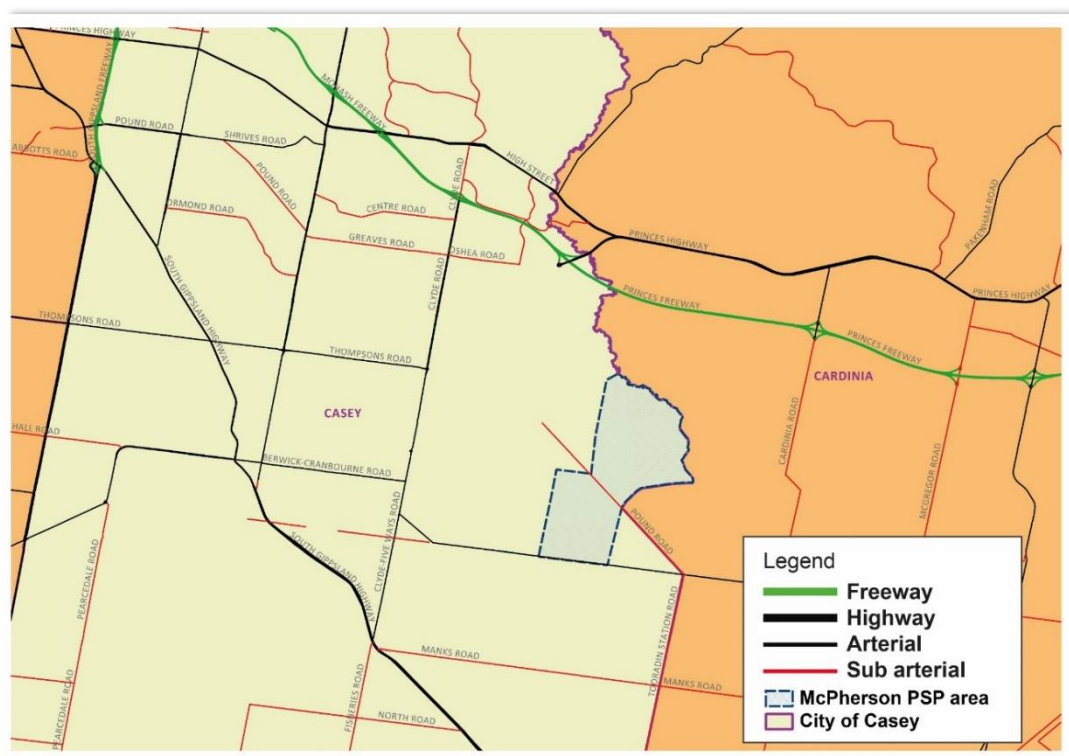 PRINCES HIGHWAY
SOUTH GIPPSLAND FREEWAY
MONASH FREEWAY
POUND ROAD
SHRIVES ROAD
ABBOTTS ROAD
POUND ROAD
HIGH STREET
CLYDE ROAD
PAKENHAM ROAD
ORMOND ROAD
CENTRE ROAD
GREAVES ROAD
OSHEA ROAD
PRINCES HIGHWAY
SOUTH GIPPSLAND HIGHWAY
CLYDE ROAD
PRINCES FREEWAY
PRINCES HIGHWAY
THOMPSONS ROAD
THOMPSONS ROAD
PRINCES FREEWAY
CARDINIA
CASEY
HALL ROAD
CARDINIA ROAD
BERWICK-CRANBOURNE ROAD
MCGREGOR ROAD
POUND ROAD
CLYDE-FIVE WAYS ROAD
SOUTH GIPPSLAND HIGHWAY
PEARCEDALE ROAD
TOORADIN STATION ROAD
MANKS ROAD
MANKS ROAD
PEARCEDALE ROAD
FISHERIES ROAD
NORTH ROAD
Legend
Freeway
Highway
Arterial
Sub arterial
McPherson PSP area
City of Casey